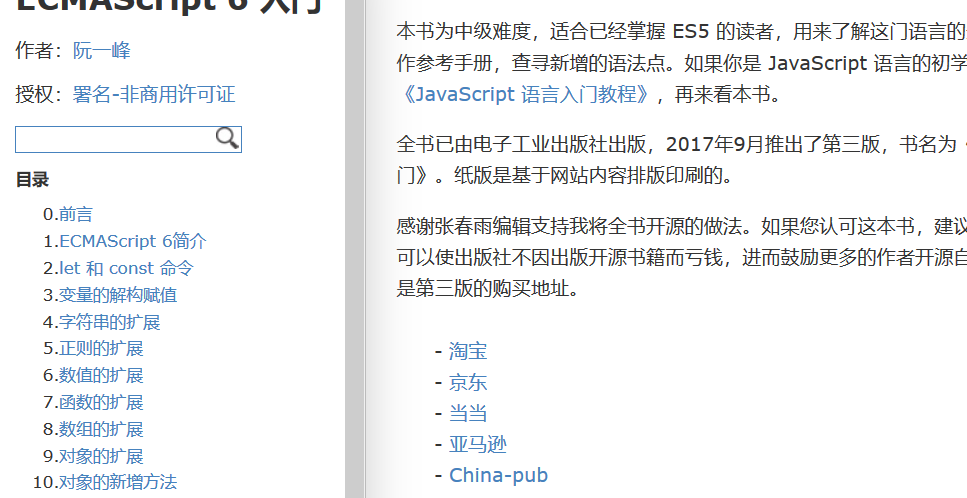 ECMAScript 6 入门
作者：阮一峰
授权：署名-非商用许可证
目录
0.前言
1.ECMAScript 6简介
2.let 和 const 命令
3.变量的解构赋值
4.字符串的扩展
5.正则的扩展
6.数值的扩展
7.函数的扩展
8.数组的扩展
9.对象的扩展
10.对象的新增方法
本书为中级难度，适合已经掌握 ES5 的读者，用来了解这门语言的
作参考手册，查寻新增的语法点。如果你是 JavaScript 语言的初学
《JavaScript 语言入门教程》，再来看本书。
全书已由电子工业出版社出版，2017年9月推出了第三版，书名为
门》。纸版是基于网站内容排版印刷的。
感谢张春雨编辑支持我将全书开源的做法。如果您认可这本书，建议
可以使出版社不因出版开源书籍而亏钱，进而鼓励更多的作者开源自
是第三版的购买地址。
- 淘宝
- 京东
- 当当
- 亚马逊
- China-pub